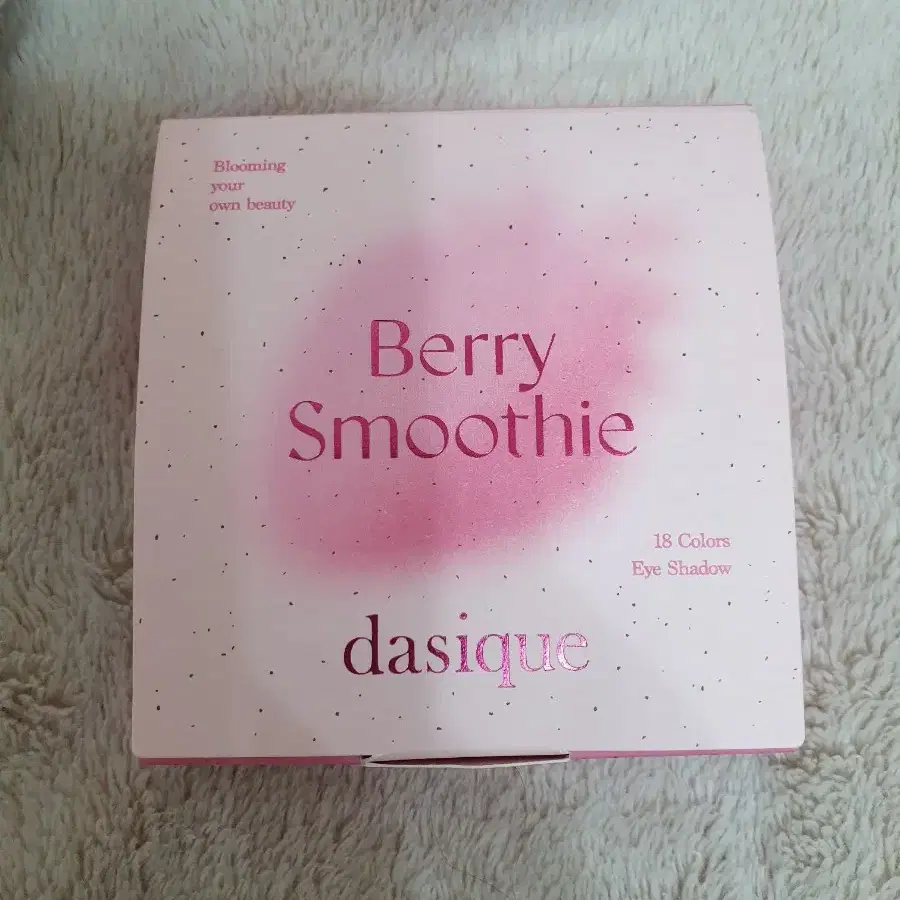 Blooming
your
own beauty
Berry
Smoothie
18 Colors
Eye Shadow
dasique